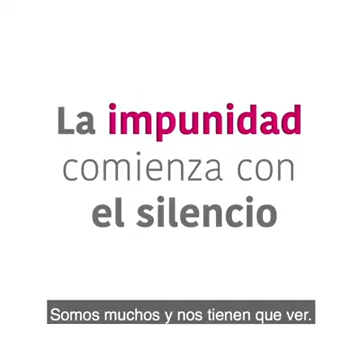 La impunidad
comienza con
el silencio
Somos muchos y nos tienen que ver.